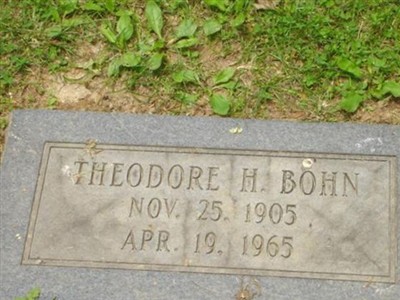 THEODORE H. BOHN
NOV. 25. 1905
APR. 19. 1965